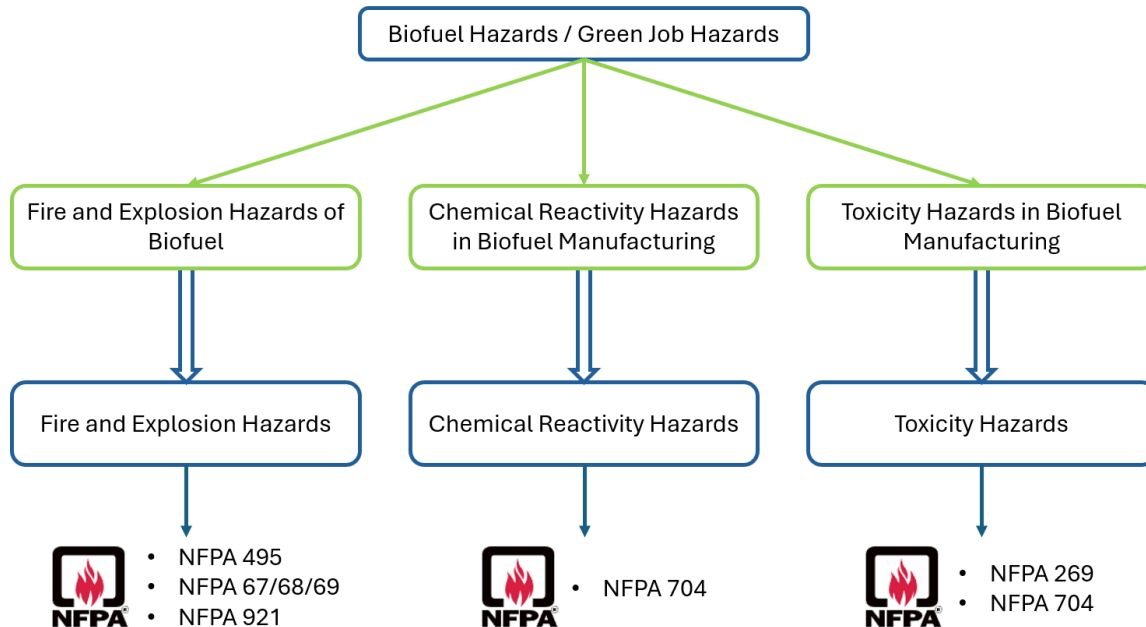 Biofuel Hazards / Green Job Hazards
Fire and Explosion Hazards of
Biofuel
Chemical Reactivity Hazards
in Biofuel Manufacturing
Toxicity Hazards in Biofuel
Manufacturing
Fire and Explosion Hazards
Chemical Reactivity Hazards
Toxicity Hazards
NFPA®
• NFPA 495
• NFPA 67/68/69
• NFPA 921
NFPA®
• NFPA 704
NFPA®
• NFPA 269
• NFPA 704